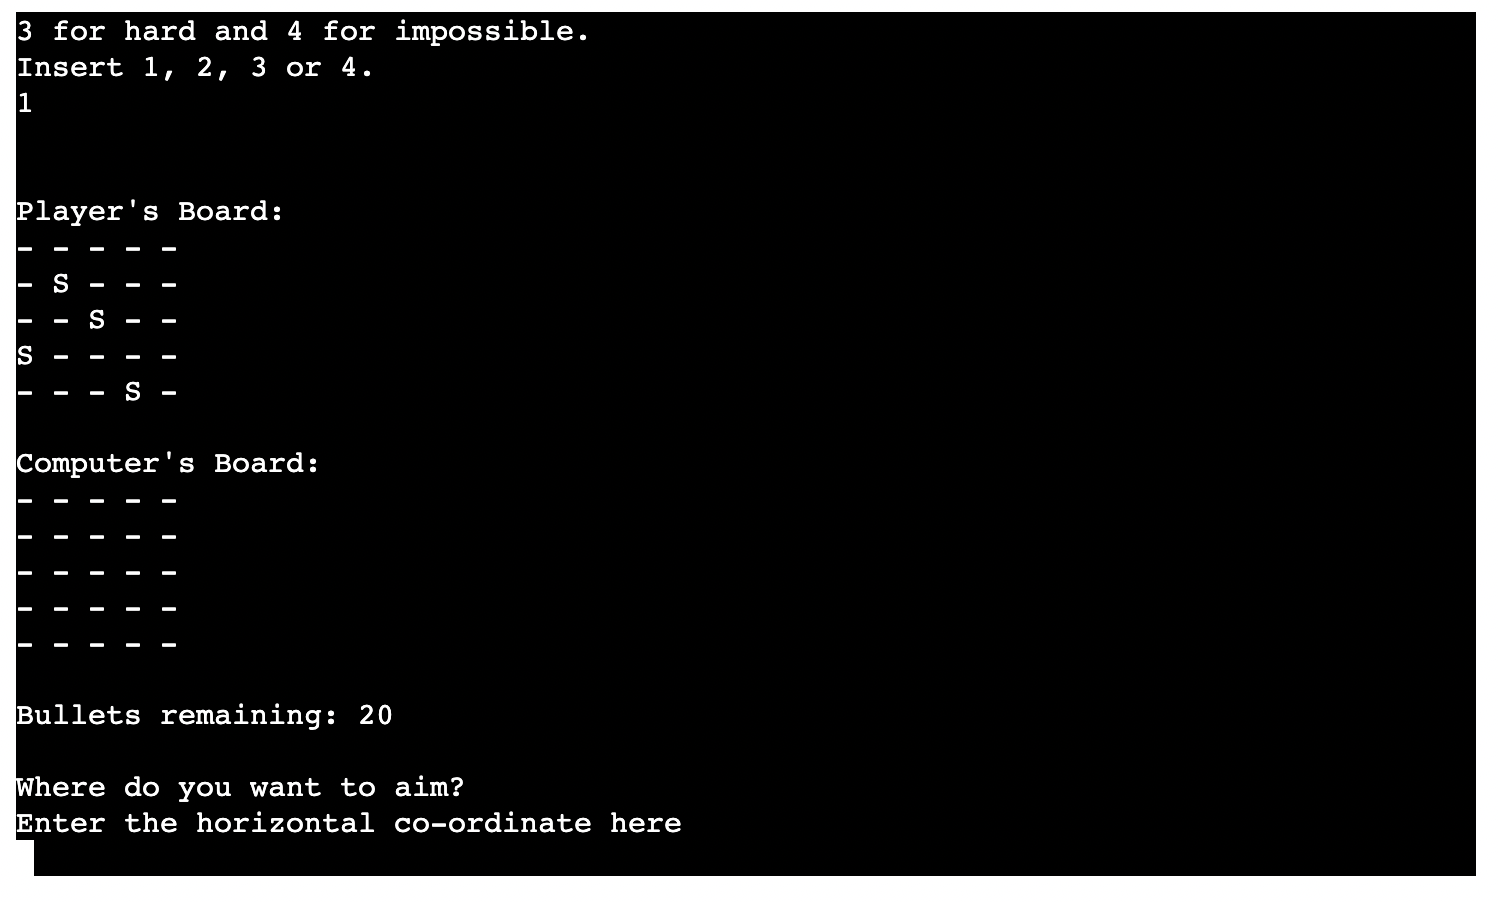 3 for hard and 4 for impossible.
Insert 1, 2, 3 or 4.
1
Player's Board:
- - - - -
- S - - -
- - S - -
S - - - -
- - - S -
Computer's Board:
- - - - -
- - - - -
- - - - -
- - - - -
- - - - -
Bullets remaining: 20
Where do you want to aim?
Enter the horizontal co-ordinate here